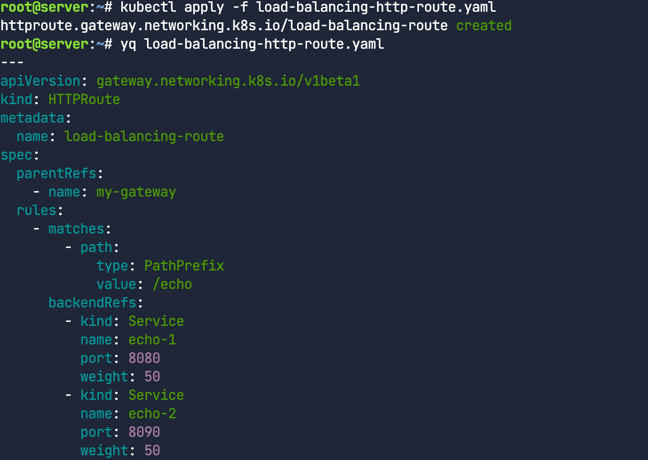 root@server:~# kubectl apply -f load-balancing-http-route.yaml
httproute.gateway.networking.k8s.io/load-balancing-route created
root@server:~# yq load-balancing-http-route.yaml
---
apiVersion: gateway.networking.k8s.io/v1beta1
kind: HTTPRoute
metadata:
  name: load-balancing-route
spec:
  parentRefs:
    - name: my-gateway
  rules:
    - matches:
        - path:
            type: PathPrefix
            value: /echo
      backendRefs:
        - kind: Service
          name: echo-1
          port: 8080
          weight: 50
        - kind: Service
          name: echo-2
          port: 8090
          weight: 50